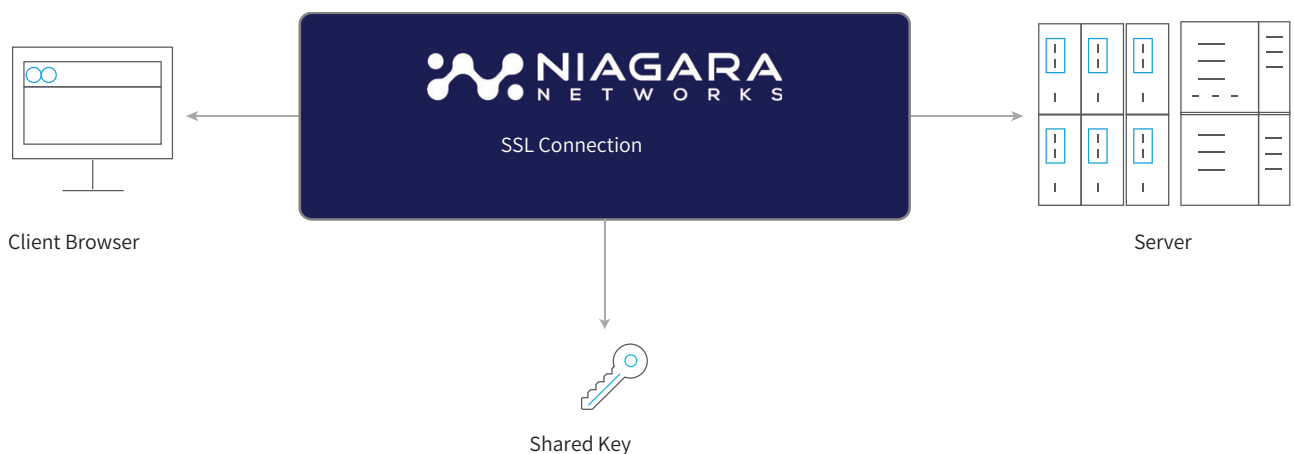 NIAGARA
NETWORKS
SSL Connection
Client Browser
Server
Shared Key